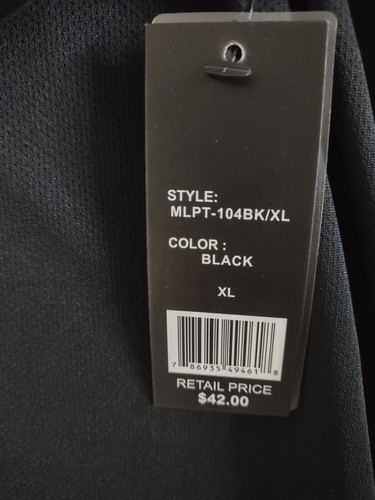 STYLE:
MLPT-104BK/XL
COLOR :
BLACK
XL
7 86935 49461 8
RETAIL PRICE
$42.00